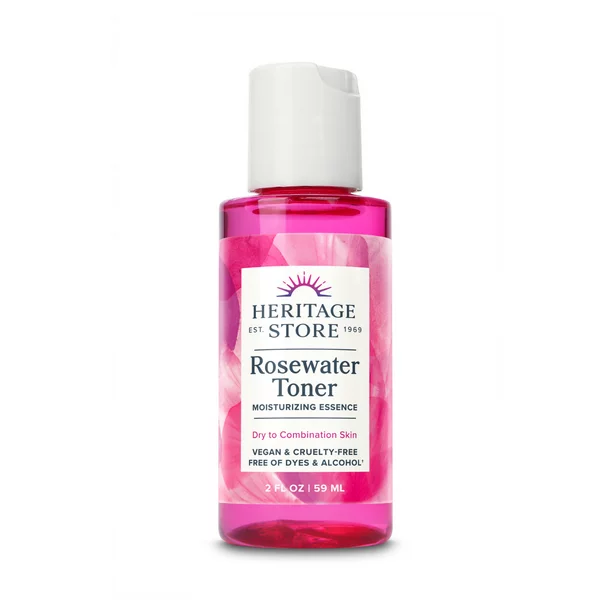 HERITAGE
EST. STORE 1969
Rosewater
Toner
MOISTURIZING ESSENCE
Dry to Combination Skin
VEGAN & CRUELTY-FREE
FREE OF DYES & ALCOHOL†
2 FL OZ | 59 ML